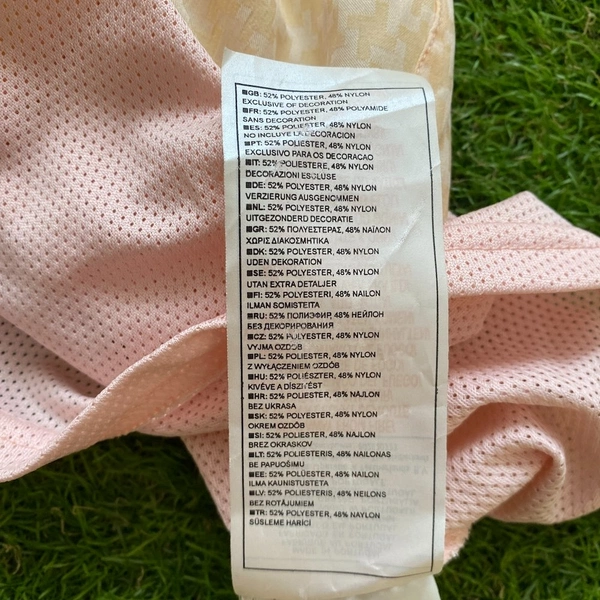 ■GB: 52% POLYESTER, 48% NYLON
EXCLUSIVE OF DECORATION
■FR: 52% POLYESTER, 48% POLYAMIDE
SANS DECORATION
■ES: 52% POLYESTER, 48% NYLON
NO INCLUYE LA DECORACION
■PT: 52% POLIESTER, 48% NYLON
EXCLUSIVO PARA OS DECORACAO
■IT: 52% POLIESTERE, 48% NYLON
DECORAZIONI ESCLUSE
■DE: 52% POLYESTER, 48% NYLON
VERZIERUNG AUSGENOMMEN
■NL: 52% POLYESTER, 48% NYLON
UITGEZONDERD DECORATIE
■GR: 52% ΠΟΛΥΕΣΤΕΡΑΣ, 48% ΝΑΪΛΟΝ
ΧΩΡΙΣ ΔΙΑΚΟΣΜΗΤΙΚΑ
■DK: 52% POLYESTER, 48% NYLON
UDEN DEKORATION
■SE: 52% POLYESTER, 48% NYLON
UTAN EXTRA DETALJER
■FI: 52% POLYESTERI, 48% NAILON
ILMAN SOMISTEITA
■RU: 52% ПОЛИЭФИР, 48% НЕЙЛОН
БЕЗ ДЕКОРИРОВАНИЯ
■CZ: 52% POLYESTER, 48% NYLON
VYJMA OZDOB
■PL: 52% POLIESTER, 48% NYLON
Z WYŁĄCZENIEM OZDÓB
■HU: 52% POLIÉSZTER, 48% NYLON
KIVÉVE A DÍSZÍTÉST
■HR: 52% POLIESTER, 48% NAJLON
BEZ UKRASA
■SK: 52% POLYESTER, 48% NYLON
OKREM OZDÔB
■SI: 52% POLIESTER, 48% NAJLON
BREZ OKRASKOV
■LT: 52% POLIESTERIS, 48% NEILONAS
BE PAPUOŠIMU
■EE: 52% POLÜESTER, 48% NAILON
ILMA KAUNISTUSTETA
■LV: 52% POLIESTERIS, 48% NEILONS
BEZ ROTĀJUMIEM
■TR: 52% POLYESTER, 48% NAYLON
SÜSLEME HARİCİ